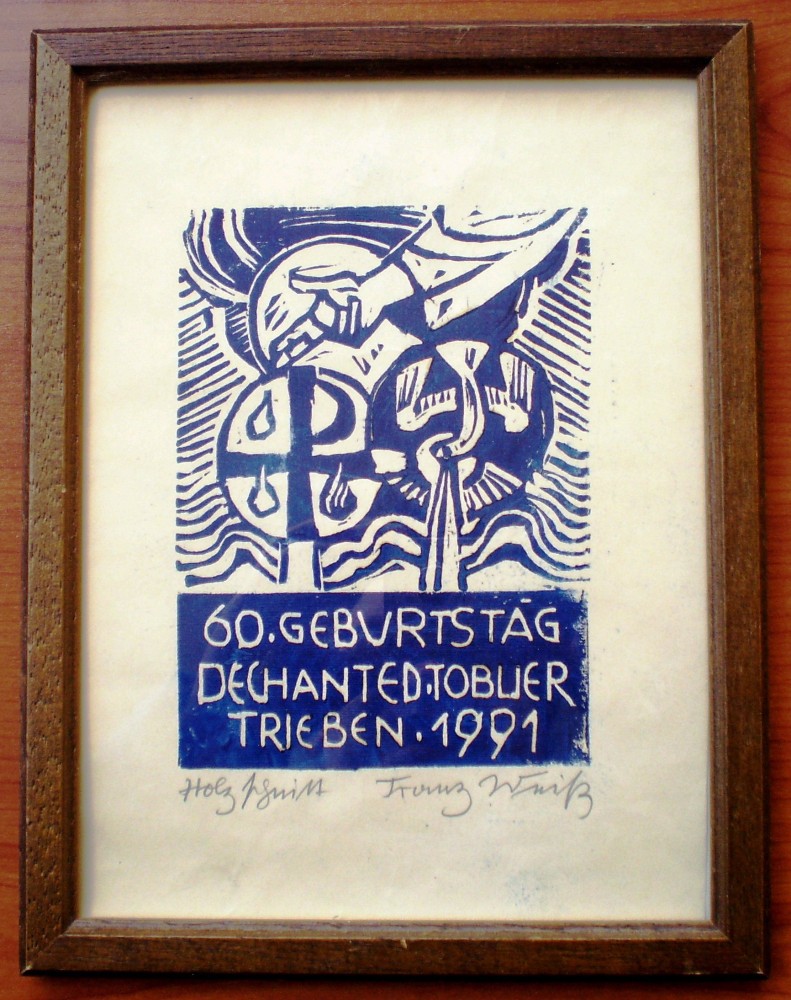 60. GEBURTSTAG
DECHANT ED. TOBLIER
TRIEBEN · 1991
Holzschnitt Franz Weiß